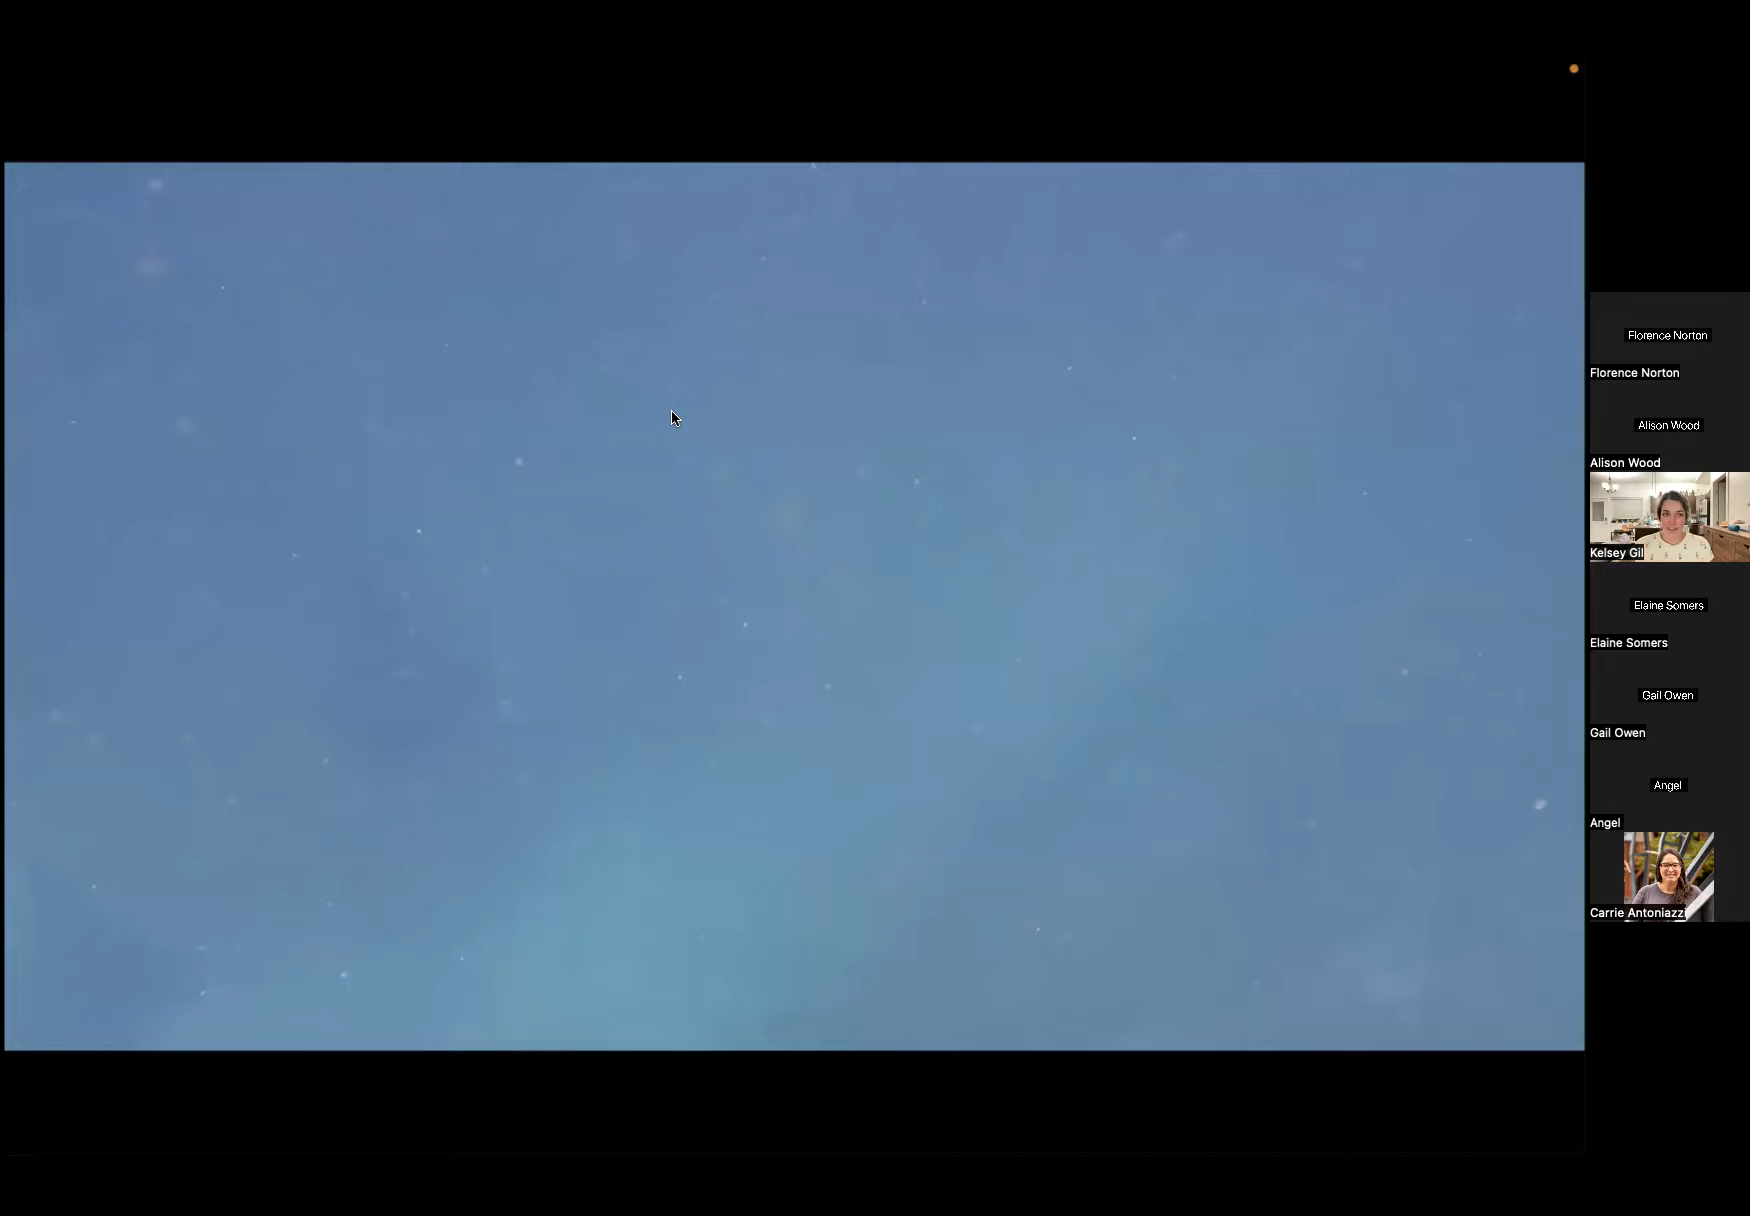 Florence Norton
Florence Norton
Alison Wood
Alison Wood
Kelsey Gil
Elaine Somers
Elaine Somers
Gail Owen
Gail Owen
Angel
Angel
Carrie Antoniazzi